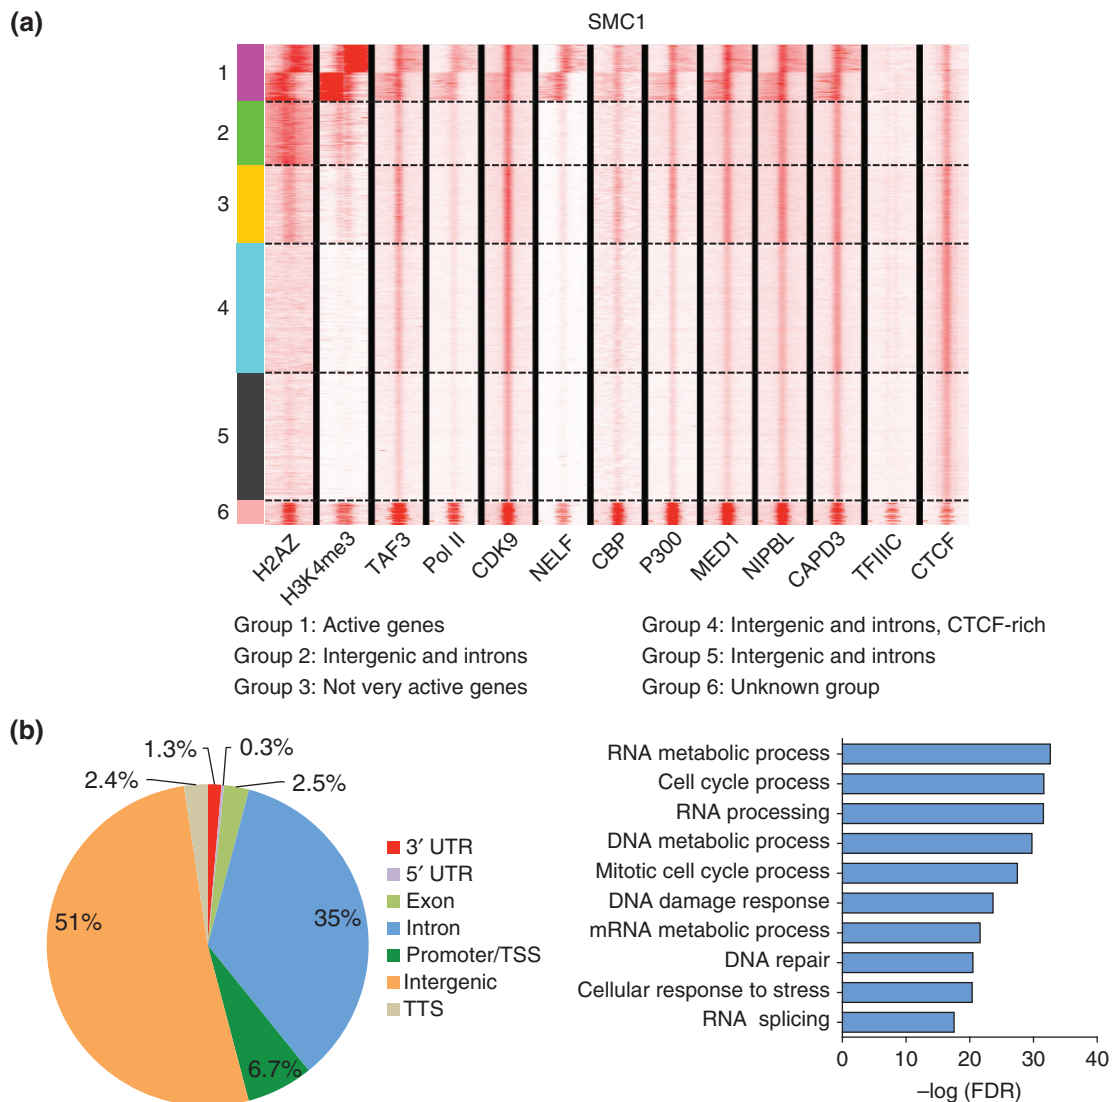 (a)
SMC1
1
2
3
4
5
6
H2AZ
H3K4me3
TAF3
Pol II
CDK9
NELF
CBP
P300
MED1
NIPBL
CAPD3
TFIIIC
CTCF
Group 1: Active genes
Group 2: Intergenic and introns
Group 3: Not very active genes
Group 4: Intergenic and introns, CTCF-rich
Group 5: Intergenic and introns
Group 6: Unknown group
(b)
1.3%
0.3%
2.4%
2.5%
51%
35%
6.7%
3′ UTR
5′ UTR
Exon
Intron
Promoter/TSS
Intergenic
TTS
RNA metabolic process
Cell cycle process
RNA processing
DNA metabolic process
Mitotic cell cycle process
DNA damage response
mRNA metabolic process
DNA repair
Cellular response to stress
RNA splicing
0 10 20 30 40
–log (FDR)